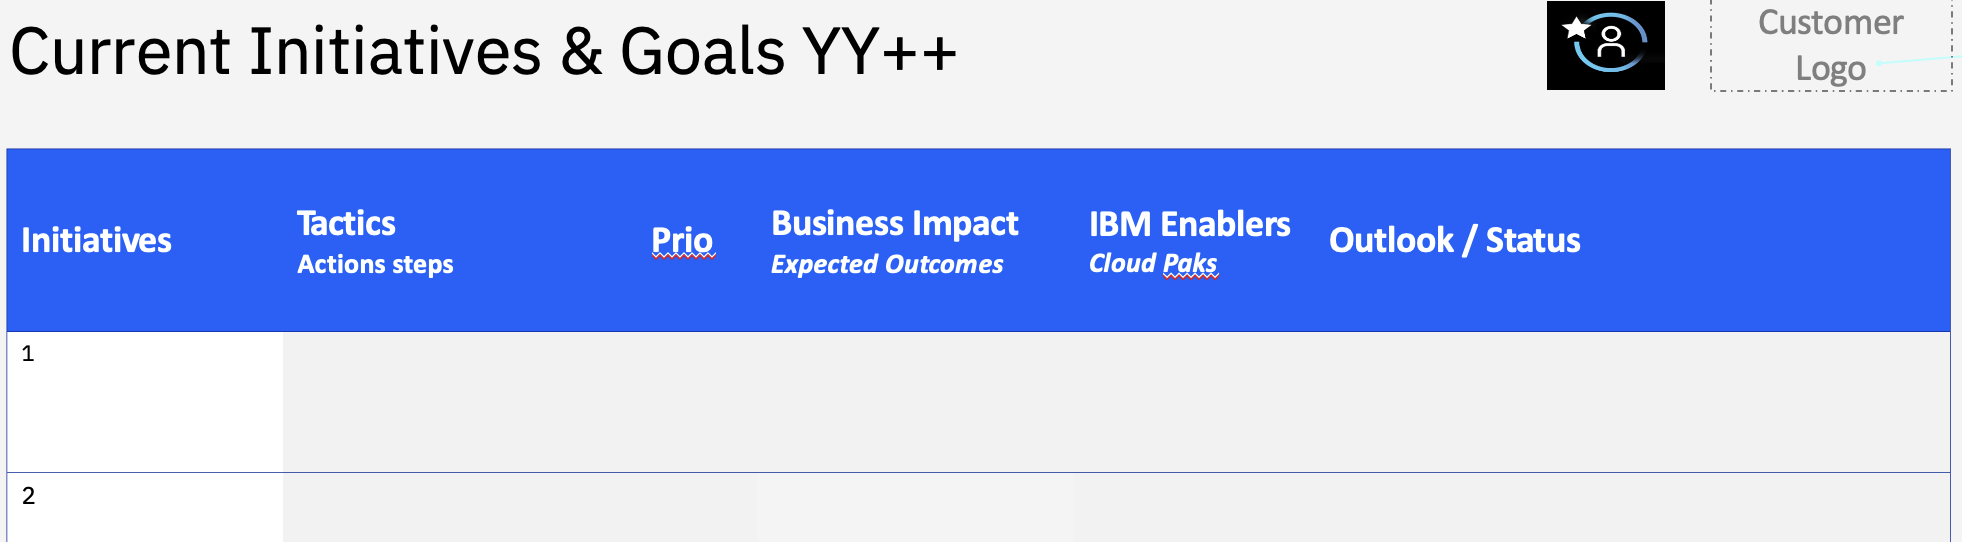 Current Initiatives & Goals YY++
Customer
Logo
Initiatives
Tactics
Actions steps
Prio
Business Impact
Expected Outcomes
IBM Enablers
Cloud Paks
Outlook / Status
1
2